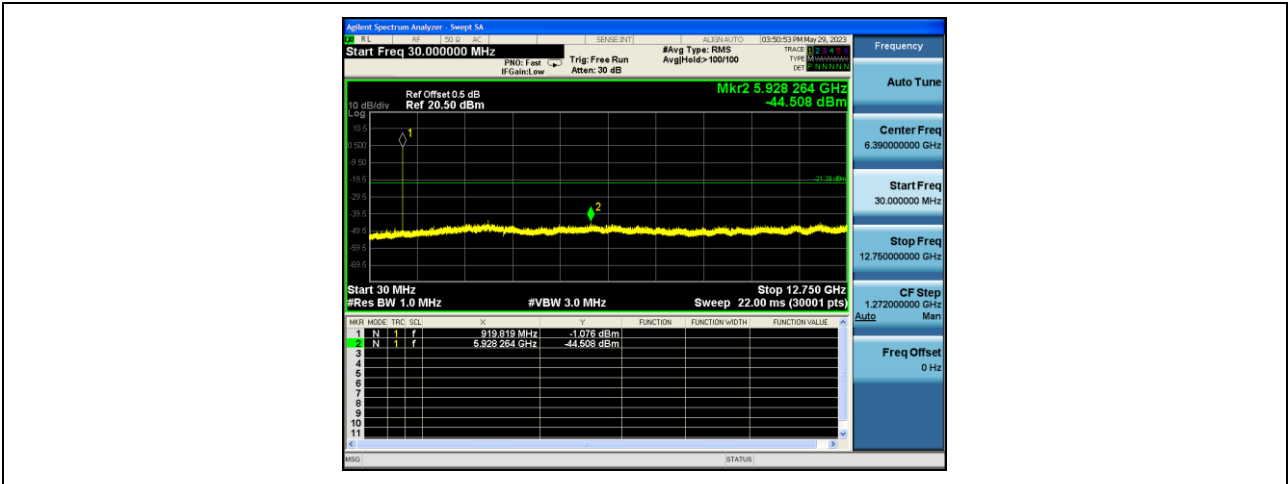 Agilent Spectrum Analyzer - Swept SA
RL RF 50 Ω AC SENSE:INT ALIGNAUTO 03:50:53 PM May 29, 2023
Start Freq 30.000000 MHz
PNO: Fast
IFGain:Low
Trig: Free Run
Atten: 30 dB
#Avg Type: RMS
Avg|Hold:> 100/100
TRACE 1 2 3 4 5 6
TYPE
DET P N N N N N
Frequency
Ref Offset 0.5 dB
10 dB/div Ref 20.50 dBm
Log
Mkr2 5.928 264 GHz
-44.508 dBm
10.5
0.500
-9.50
-19.5
-29.5
-39.5
-49.5
-59.5
-69.5
1
2
-21.39 dBm
Start 30 MHz Stop 12.750 GHz
#Res BW 1.0 MHz #VBW 3.0 MHz Sweep 22.00 ms (30001 pts)
MKR MODE TRC SCL X Y FUNCTION FUNCTION WIDTH FUNCTION VALUE
1 N 1 f 919.819 MHz -1.076 dBm
2 N 1 f 5.928 264 GHz -44.508 dBm
3
4
5
6
7
8
9
10
11
MSG STATUS
Auto Tune
Center Freq
6.390000000 GHz
Start Freq
30.000000 MHz
Stop Freq
12.750000000 GHz
CF Step
1.272000000 GHz
Auto Man
Freq Offset
0 Hz